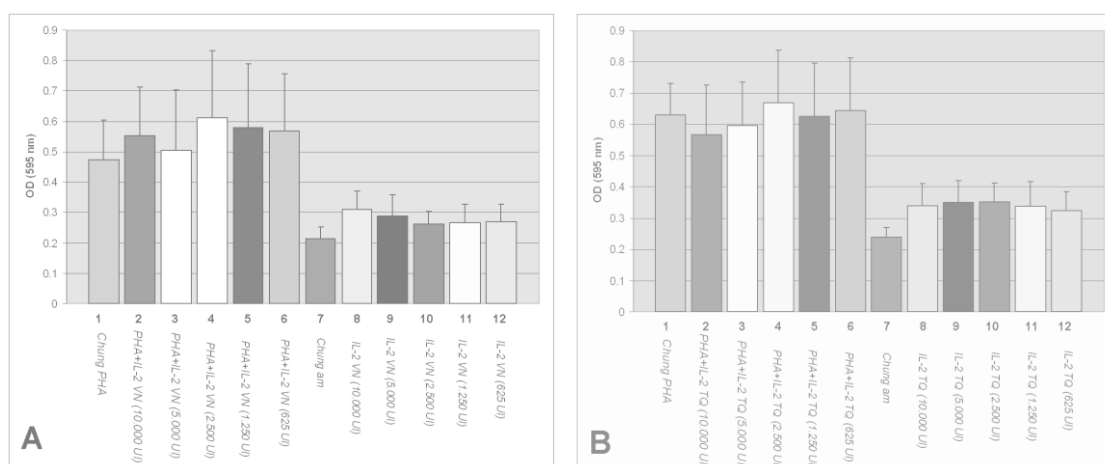 0.9
0.8
0.7
0.6
0.5
0.4
0.3
0.2
0.1
0
OD (595 nm)
1
2
3
4
5
6
7
8
9
10
11
12
Chung PHA
PHA+IL-2 VN (10.000 UI)
PHA+IL-2 VN (5.000 UI)
PHA+IL-2 VN (2.500 UI)
PHA+IL-2 VN (1.250 UI)
PHA+IL-2 VN (625 UI)
Chung am
IL-2 VN (10.000 UI)
IL-2 VN (5.000 UI)
IL-2 VN (2.500 UI)
IL-2 VN (1.250 UI)
IL-2 VN (625 UI)
A
0.9
0.8
0.7
0.6
0.5
0.4
0.3
0.2
0.1
0
OD (595 nm)
1
2
3
4
5
6
7
8
9
10
11
12
Chung PHA
PHA+IL-2 TQ (10.000 UI
PHA+IL-2 TQ (5.000 UI
PHA+IL-2 TQ (2.500 UI
PHA+IL-2 TQ (1.250 UI
PHA+IL-2 TQ (625 UI)
Chung am
IL-2 TQ (10.000 UI)
IL-2 TQ (5.000 UI)
IL-2 TQ (2.500 UI)
IL-2 TQ (1.250 UI)
IL-2 TQ (625 UI)
B